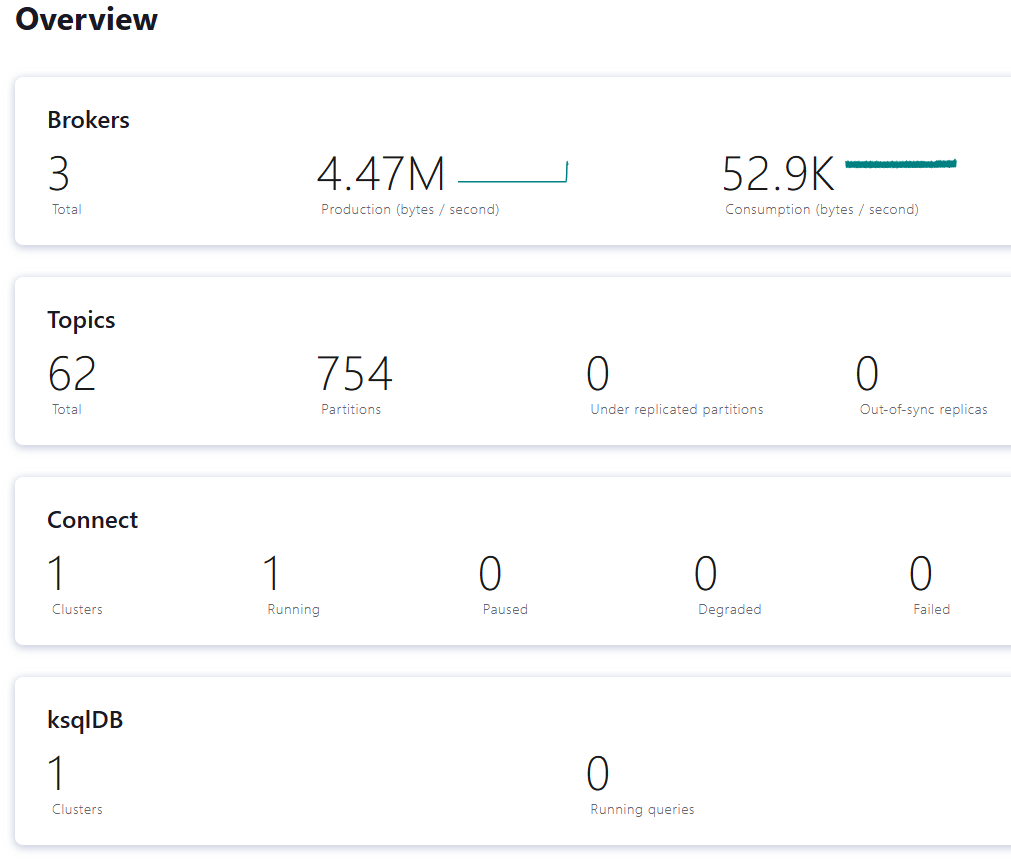 Overview
Brokers
3 4.47M 52.9K
Total Production (bytes / second) Consumption (bytes / second)
Topics
62 754 0 0
Total Partitions Under replicated partitions Out-of-sync replicas
Connect
1 1 0 0 0
Clusters Running Paused Degraded Failed
ksqlDB
1 0
Clusters Running queries